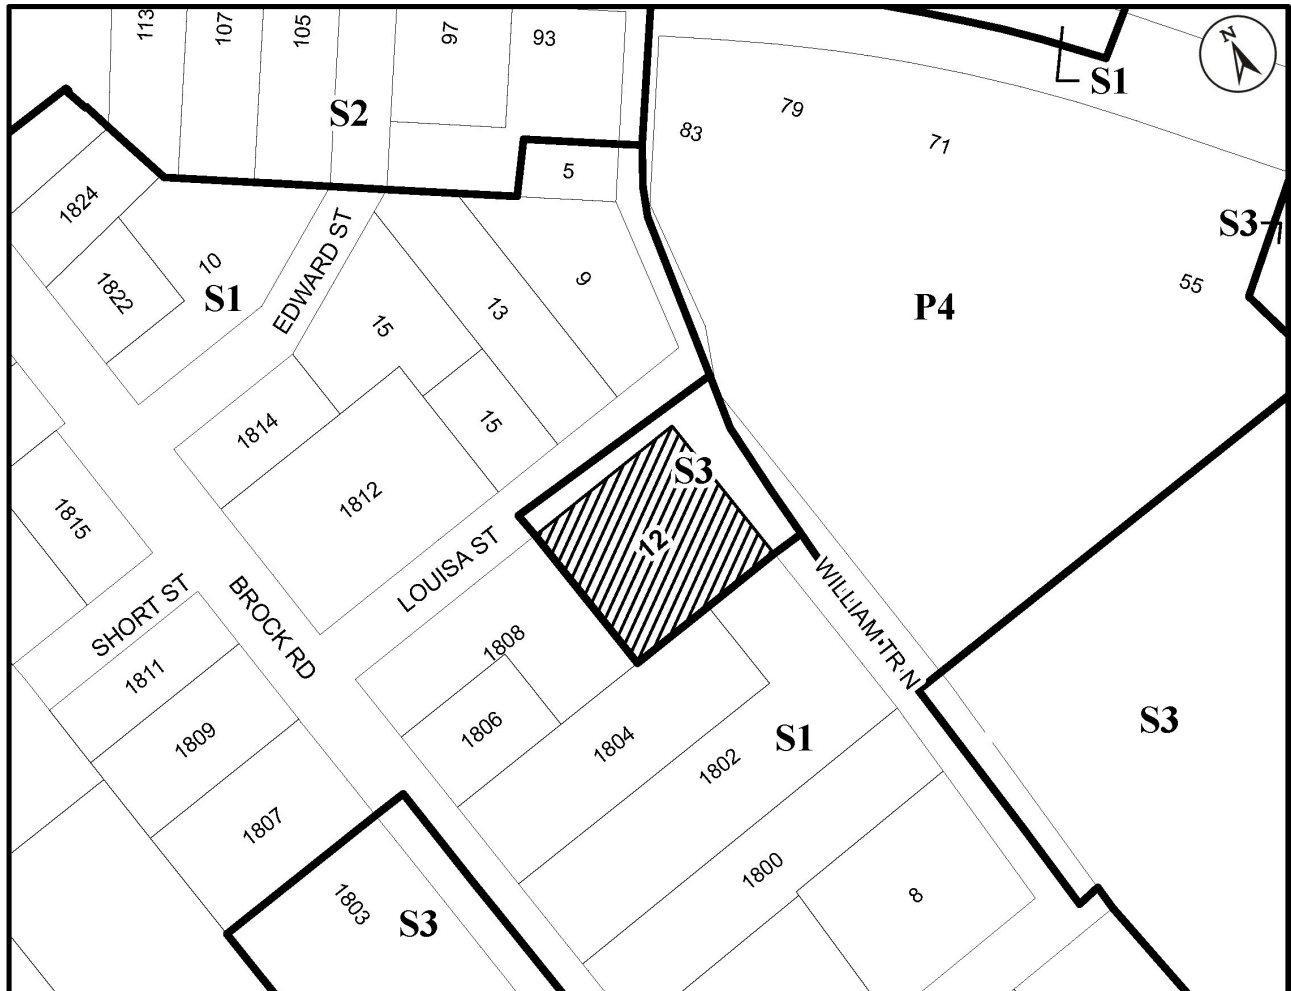 113
107
105
97
93
N
S1
S2
83
79
71
5
1824
S3
10
1822
S1
EDWARD ST
9
55
13
15
P4
1814
15
S3
1812
1815
12
LOUISA ST
SHORT ST
BROCK RD
WILLIAM TR N
1808
1811
1806
1804
1809
1802
S1
S3
1807
1800
1803
S3
8